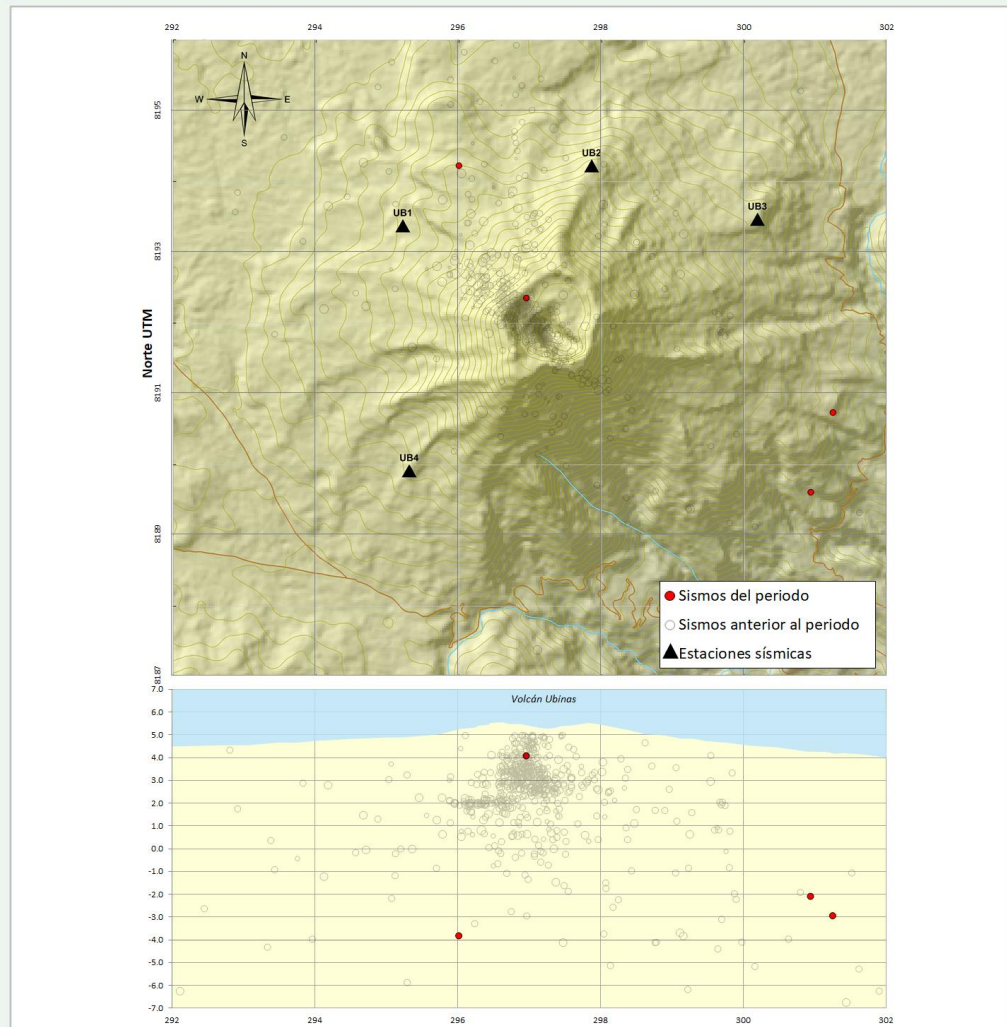 292 294 296 298 300 302
N
W E
S
8195
UB2
UB1
UB3
8193
Norte UTM
8191
UB4
8189
Sismos del periodo
Sismos anterior al periodo
Estaciones sísmicas
8187
7.0
Volcán Ubinas
6.0
5.0
4.0
3.0
2.0
1.0
0.0
-1.0
-2.0
-3.0
-4.0
-5.0
-6.0
-7.0
292 294 296 298 300 302